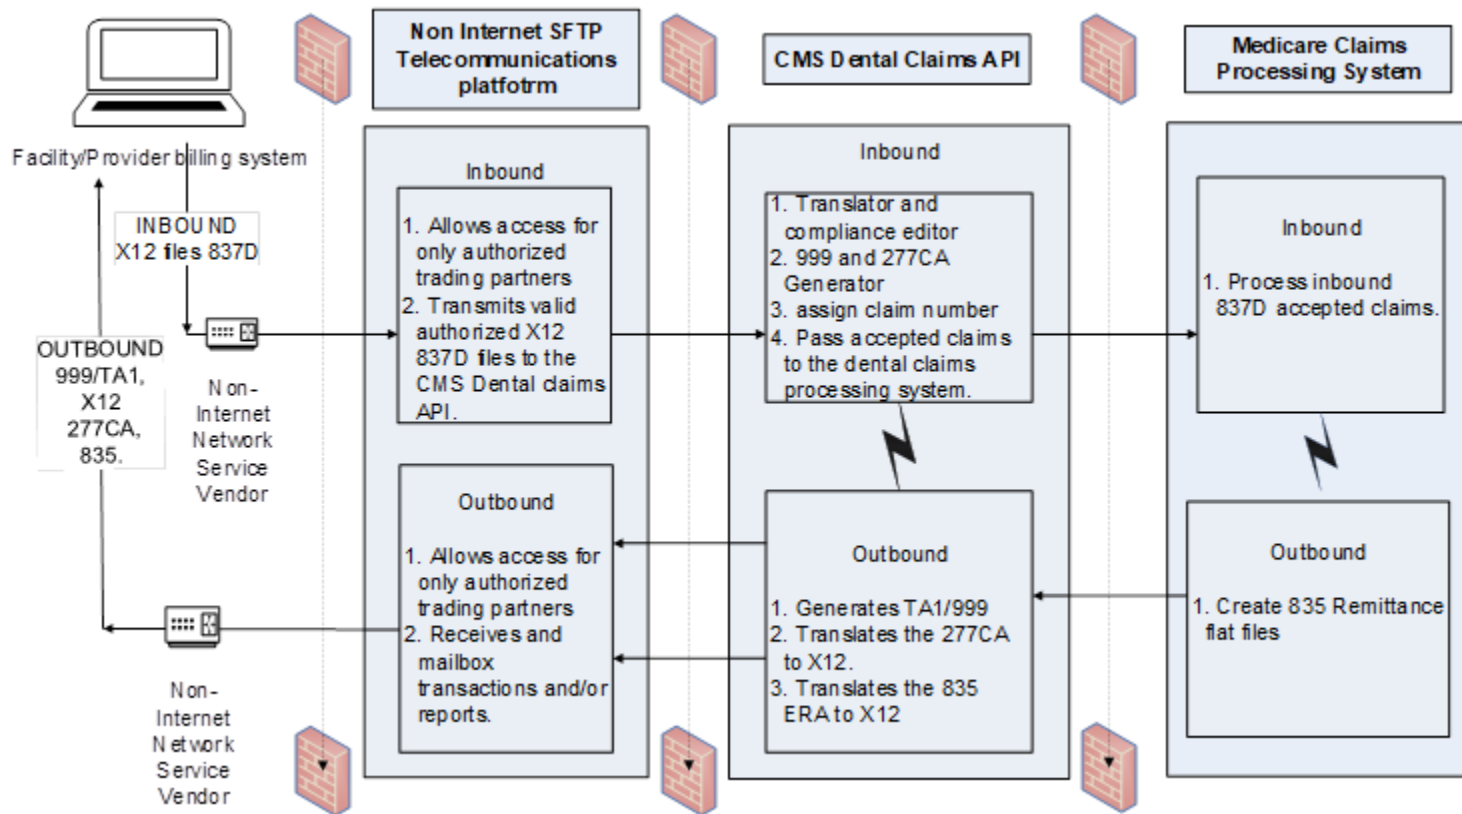 Non Internet SFTP
Telecommunications
platfotrm
CMS Dental Claims API
Medicare Claims
Processing System
Facility/Provider billing system
INBOUND
X12 files 837D
OUTBOUND
999/TA1,
X12
277CA,
835.
Non-
Internet
Network
Service
Vendor
Non-
Internet
Network
Service
Vendor
Inbound
1. Allows access for
only authorized
trading partners
2. Transmits valid
authorized X12
837D files to the
CMS Dental claims
API.
Outbound
1. Allows access for
only authorized
trading partners
2. Receives and
mailbox
transactions and/or
reports.
Inbound
1. Translator and
compliance editor
2. 999 and 277CA
Generator
3. assign claim number
4. Pass accepted claims
to the dental claims
processing system.
Outbound
1. Generates TA1/999
2. Translates the 277CA
to X12.
3. Translates the 835
ERA to X12
Inbound
1. Process inbound
837D accepted claims.
Outbound
1. Create 835 Remittance
flat files